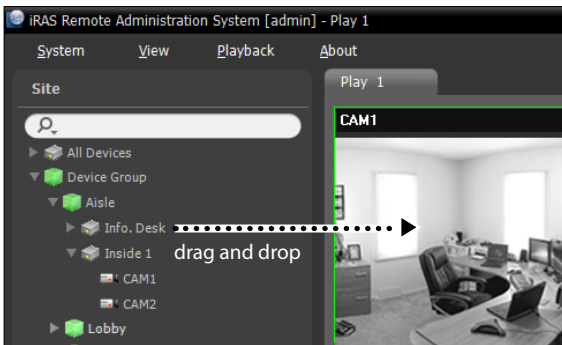 iRAS Remote Administration System [admin] - Play 1
System View Playback About
Site
Play 1
CAM1
All Devices
Device Group
Aisle
Info. Desk
drag and drop
Inside 1
CAM1
CAM2
Lobby